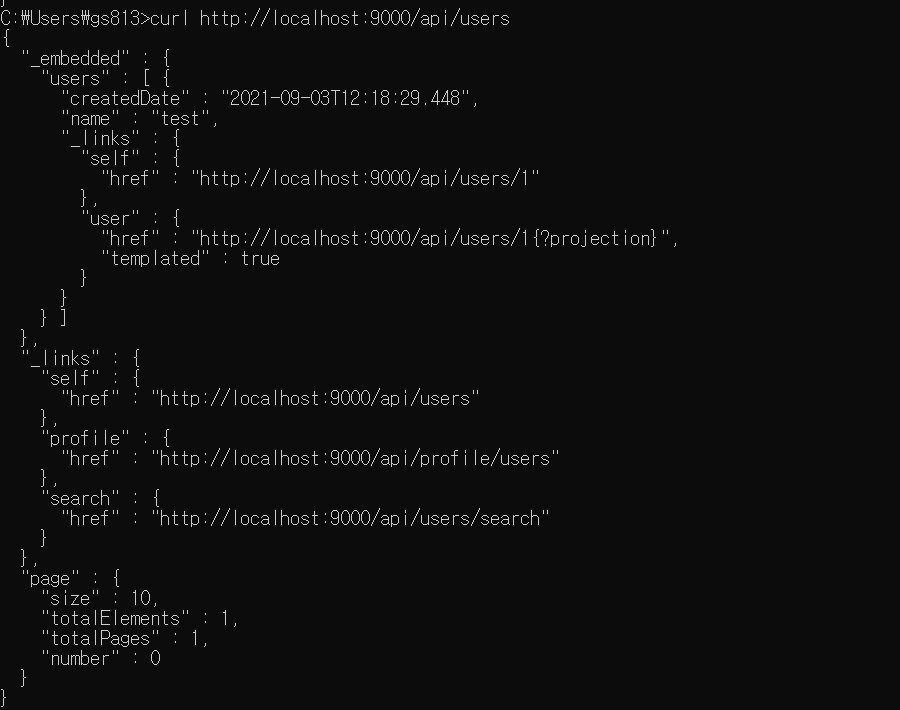 }
C:\Users\gs813>curl http://localhost:9000/api/users
{
  "_embedded" : {
    "users" : [ {
      "createdDate" : "2021-09-03T12:18:29.448",
      "name" : "test",
      "_links" : {
        "self" : {
          "href" : "http://localhost:9000/api/users/1"
        },
        "user" : {
          "href" : "http://localhost:9000/api/users/1{?projection}",
          "templated" : true
        }
      }
    } ]
  },
  "_links" : {
    "self" : {
      "href" : "http://localhost:9000/api/users"
    },
    "profile" : {
      "href" : "http://localhost:9000/api/profile/users"
    },
    "search" : {
      "href" : "http://localhost:9000/api/users/search"
    }
  },
  "page" : {
    "size" : 10,
    "totalElements" : 1,
    "totalPages" : 1,
    "number" : 0
  }
}